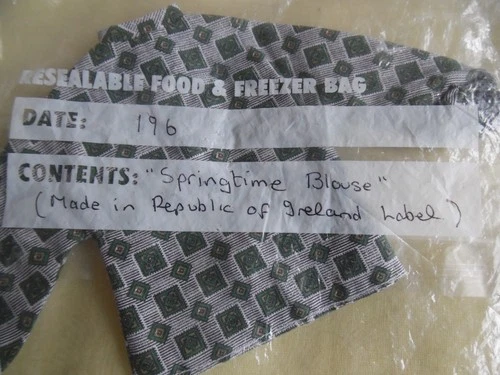 RESEALABLE FOOD & FREEZER BAG
DATE: 196
CONTENTS: "Springtime Blouse"
(Made in Republic of Ireland Label)